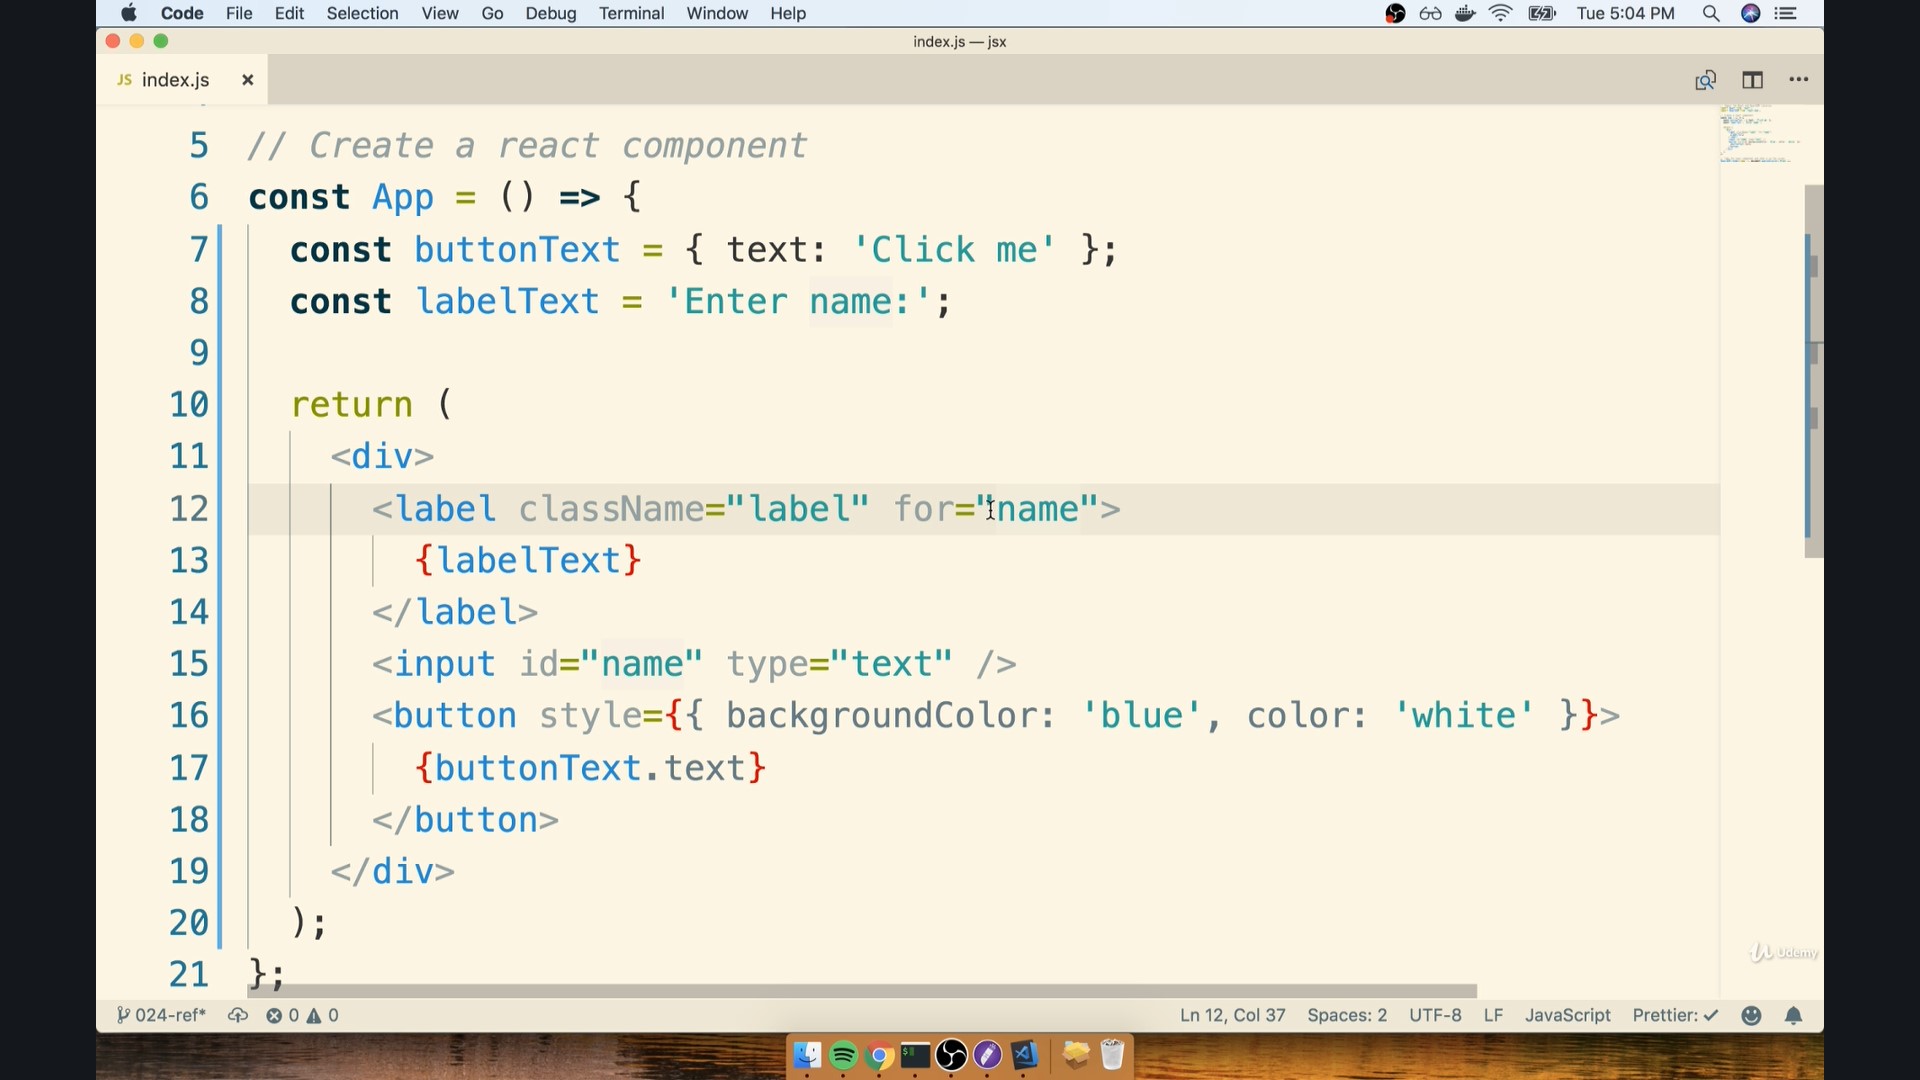 Code File Edit Selection View Go Debug Terminal Window Help Tue 5:04 PM
index.js — jsx
JS index.js
5 // Create a react component
6 const App = () => {
7 const buttonText = { text: 'Click me' };
8 const labelText = 'Enter name:';
9
10 return (
11 <div>
12 <label className="label" for="name">
13 {labelText}
14 </label>
15 <input id="name" type="text" />
16 <button style={{ backgroundColor: 'blue', color: 'white' }}>
17 {buttonText.text}
18 </button>
19 </div>
20 );
21 };
Udemy
024-ref* 0 0 Ln 12, Col 37 Spaces: 2 UTF-8 LF JavaScript Prettier: ✓